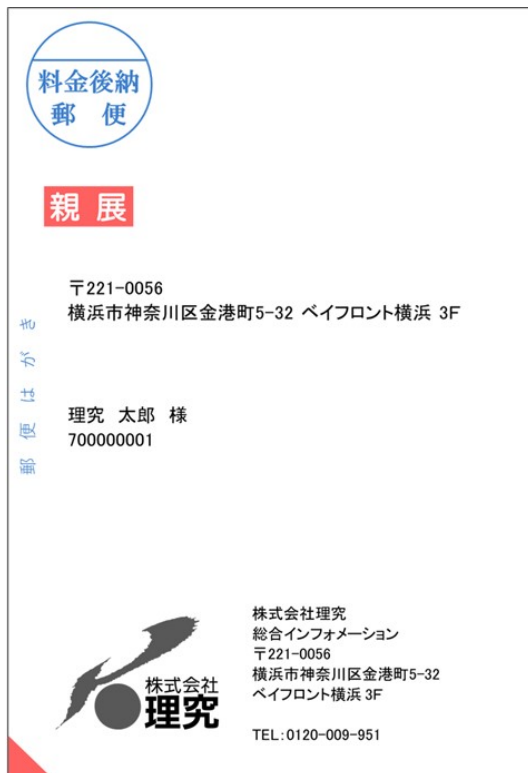 料金後納
郵便
親展
〒221-0056
横浜市神奈川区金港町5-32 ベイフロント横浜 3F
郵便はがき
理究 太郎 様
700000001
株式会社
理究
株式会社理究
総合インフォメーション
〒221-0056
横浜市神奈川区金港町5-32
ベイフロント横浜 3F
TEL:0120-009-951